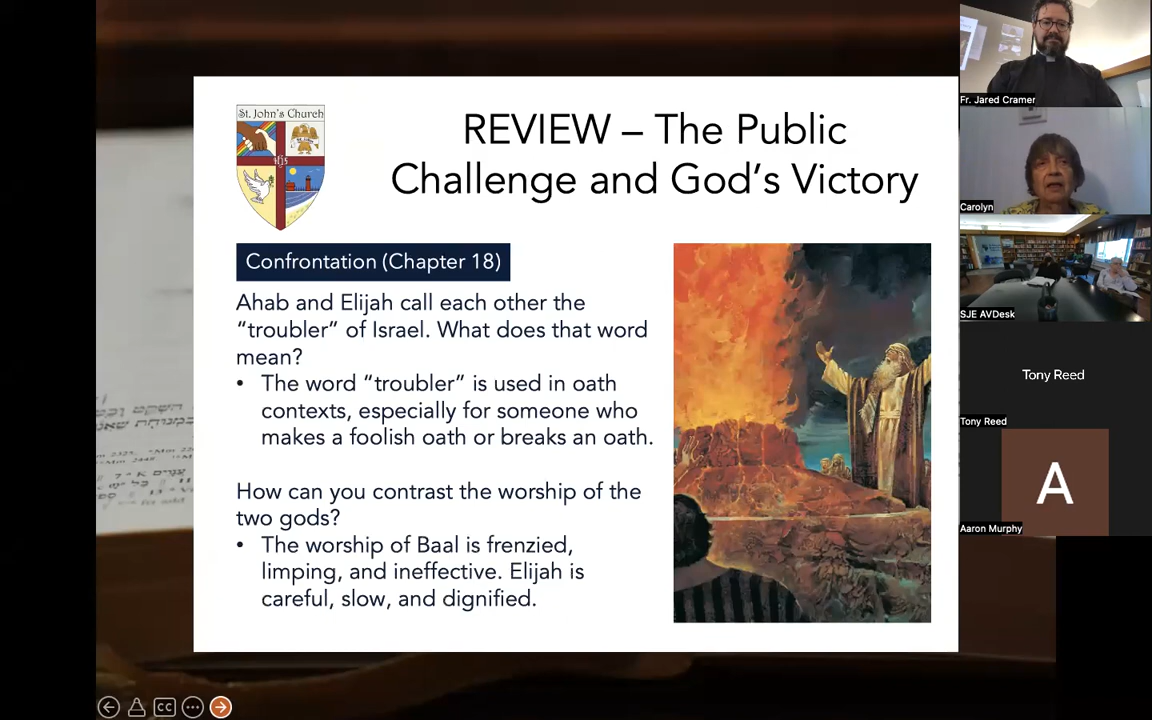 St. John's Church
REVIEW – The Public
Challenge and God's Victory
Confrontation (Chapter 18)
Ahab and Elijah call each other the
"troubler" of Israel. What does that word
mean?
• The word "troubler" is used in oath
contexts, especially for someone who
makes a foolish oath or breaks an oath.
How can you contrast the worship of the
two gods?
• The worship of Baal is frenzied,
limping, and ineffective. Elijah is
careful, slow, and dignified.
CC
Fr. Jared Cramer
Carolyn
SJE AVDesk
Tony Reed
Tony Reed
A
Aaron Murphy